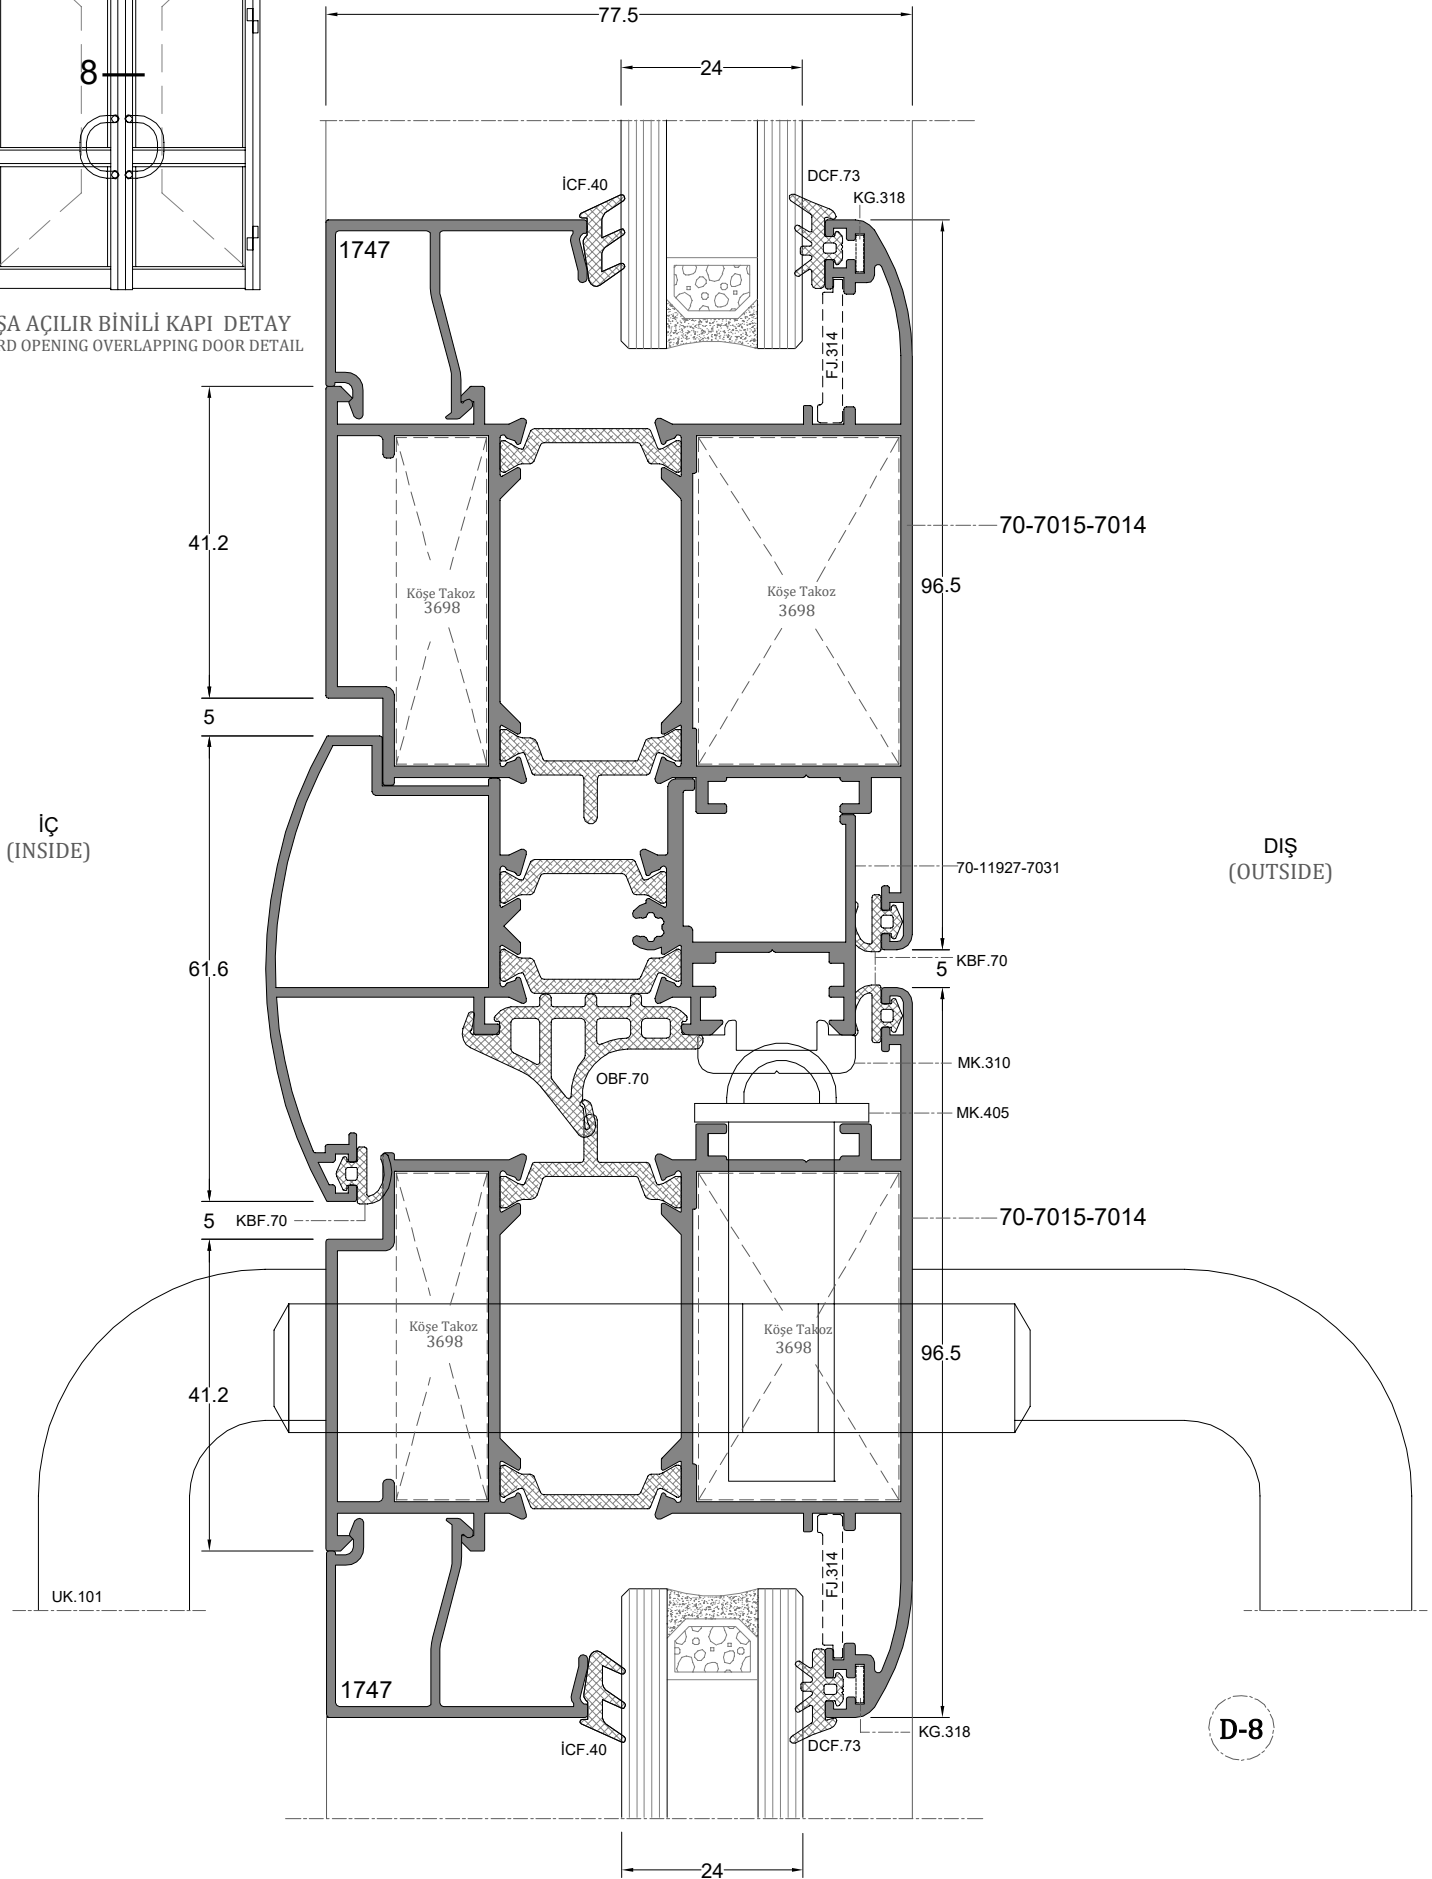 77.5
24
8
İCF.40
DCF.73
KG.318
1747
ŞA AÇILIR BİNİLİ KAPI DETAY
RD OPENING OVERLAPPING DOOR DETAIL
FJ.314
41.2
70-7015-7014
96.5
Köşe Takoz
3698
Köşe Takoz
3698
5
İÇ
(INSIDE)
DIŞ
(OUTSIDE)
70-11927-7031
61.6
KBF.70
5
MK.310
OBF.70
MK.405
5
KBF.70
70-7015-7014
Köşe Takoz
3698
Köşe Takoz
3698
96.5
41.2
FJ.314
UK.101
1747
İCF.40
DCF.73
KG.318
D-8
24